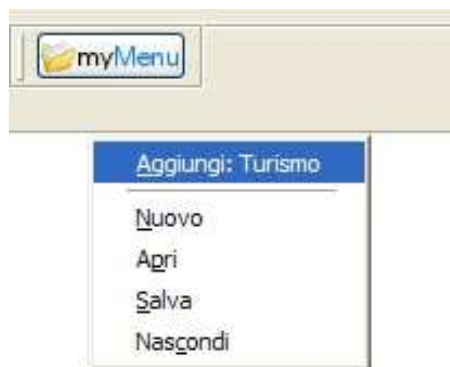 myMenu
Aggiungi: Turismo
Nuovo
Apri
Salva
Nascondi